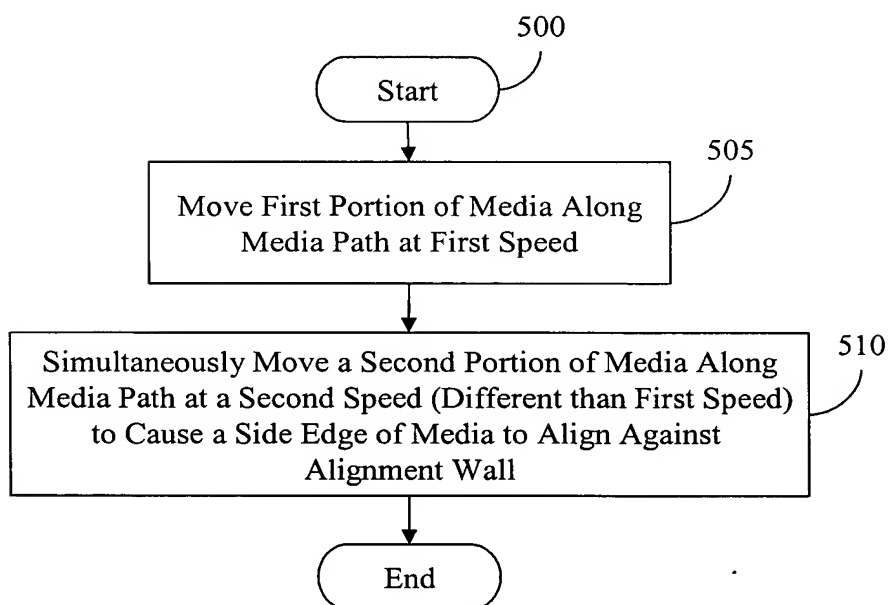 500
Start
505
Move First Portion of Media Along
Media Path at First Speed
510
Simultaneously Move a Second Portion of Media Along
Media Path at a Second Speed (Different than First Speed)
to Cause a Side Edge of Media to Align Against
Alignment Wall
End